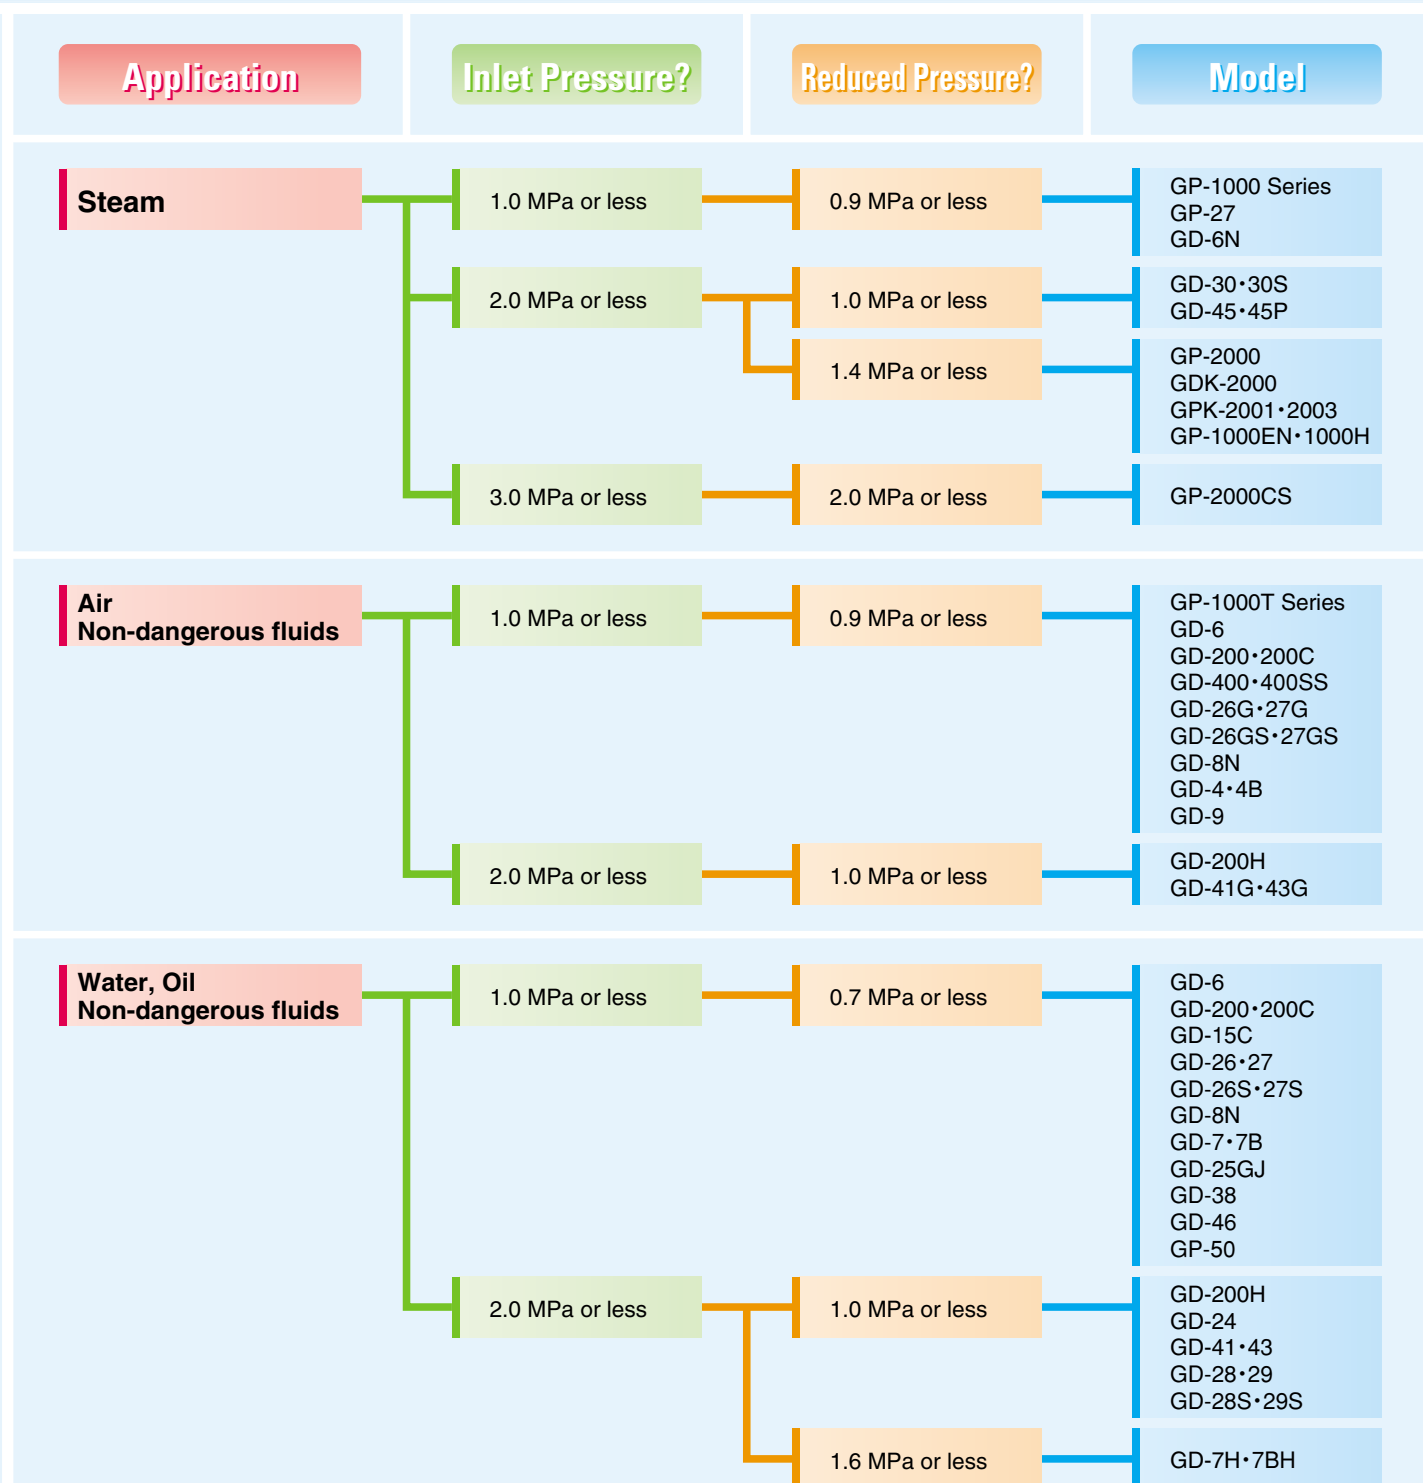 Application
Inlet Pressure?
Reduced Pressure?
Model
Steam
1.0 MPa or less
0.9 MPa or less
GP-1000 Series
GP-27
GD-6N
2.0 MPa or less
1.0 MPa or less
GD-30・30S
GD-45・45P
1.4 MPa or less
GP-2000
GDK-2000
GPK-2001・2003
GP-1000EN・1000H
3.0 MPa or less
2.0 MPa or less
GP-2000CS
Air
Non-dangerous fluids
1.0 MPa or less
0.9 MPa or less
GP-1000T Series
GD-6
GD-200・200C
GD-400・400SS
GD-26G・27G
GD-26GS・27GS
GD-8N
GD-4・4B
GD-9
2.0 MPa or less
1.0 MPa or less
GD-200H
GD-41G・43G
Water, Oil
Non-dangerous fluids
1.0 MPa or less
0.7 MPa or less
GD-6
GD-200・200C
GD-15C
GD-26・27
GD-26S・27S
GD-8N
GD-7・7B
GD-25GJ
GD-38
GD-46
GP-50
2.0 MPa or less
1.0 MPa or less
GD-200H
GD-24
GD-41・43
GD-28・29
GD-28S・29S
1.6 MPa or less
GD-7H・7BH